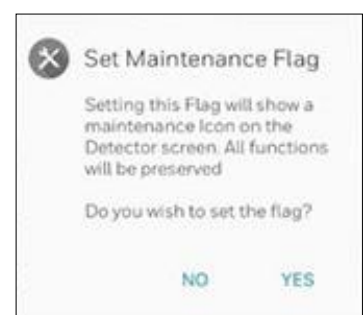 Set Maintenance Flag
Setting this Flag will show a
maintenance Icon on the
Detector screen. All functions
will be preserved
Do you wish to set the flag?
NO YES